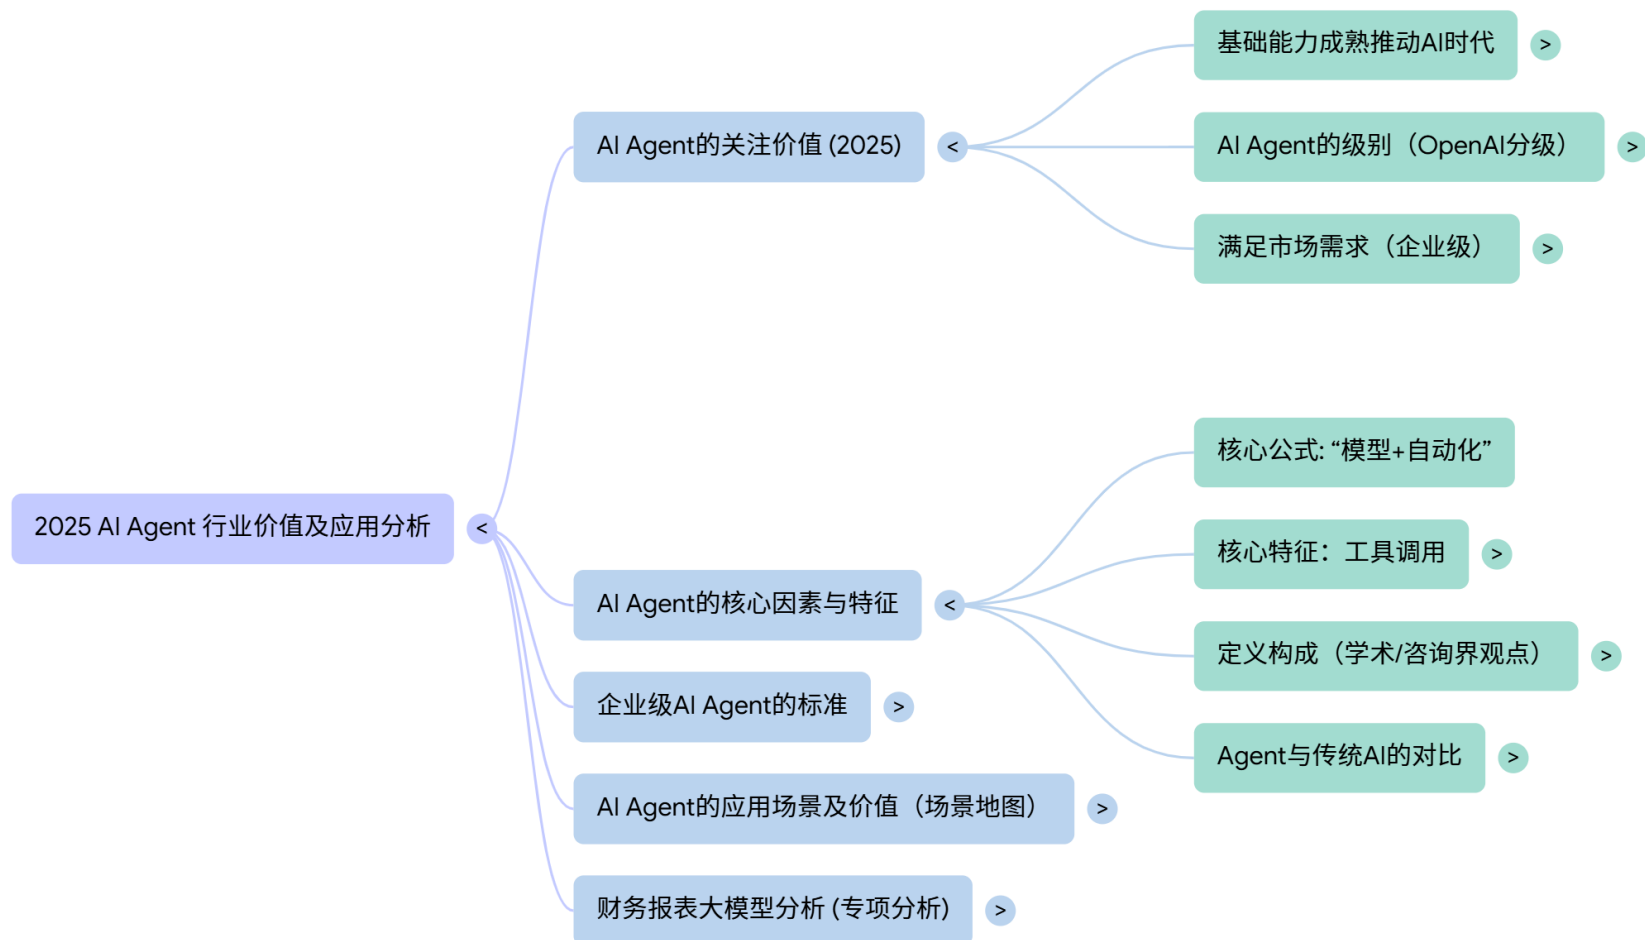 2025 AI Agent 行业价值及应用分析
<
AI Agent的关注价值 (2025)
<
基础能力成熟推动AI时代
>
AI Agent的级别（OpenAI分级）
>
满足市场需求（企业级）
>
AI Agent的核心因素与特征
<
核心公式: “模型+自动化”
核心特征：工具调用
>
定义构成（学术/咨询界观点）
>
Agent与传统AI的对比
>
企业级AI Agent的标准
>
AI Agent的应用场景及价值（场景地图）
>
财务报表大模型分析 (专项分析)
>